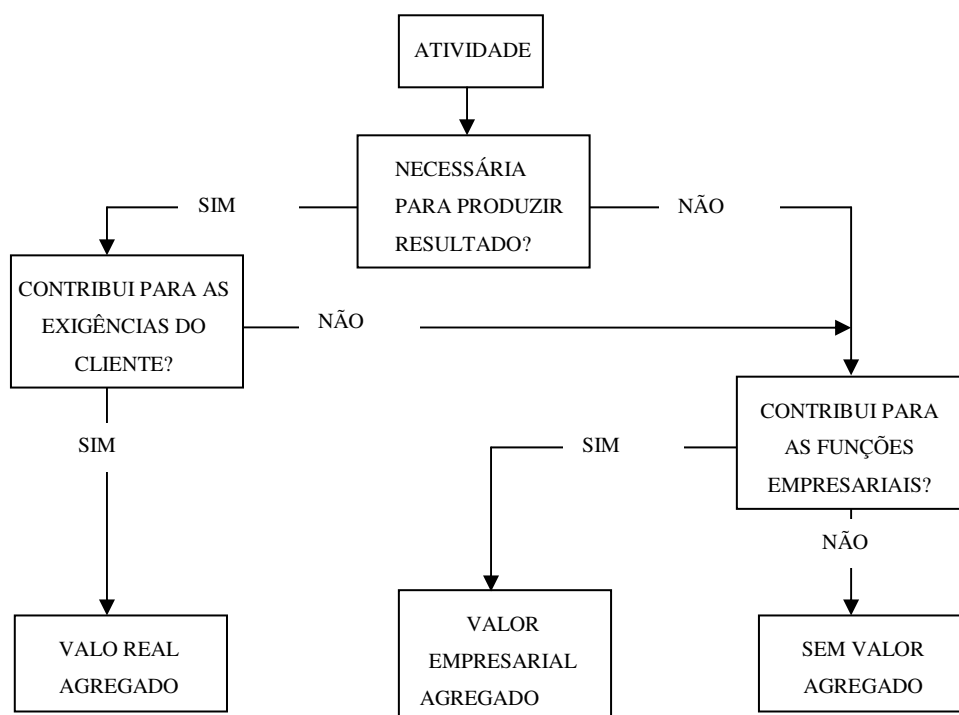 ATIVIDADE
NECESSÁRIA
PARA PRODUZIR
RESULTADO?
SIM
NÃO
CONTRIBUI PARA AS
EXIGÊNCIAS DO
CLIENTE?
NÃO
CONTRIBUI PARA
AS FUNÇÕES
EMPRESARIAIS?
SIM
SIM
NÃO
VALO REAL
AGREGADO
VALOR
EMPRESARIAL
AGREGADO
SEM VALOR
AGREGADO